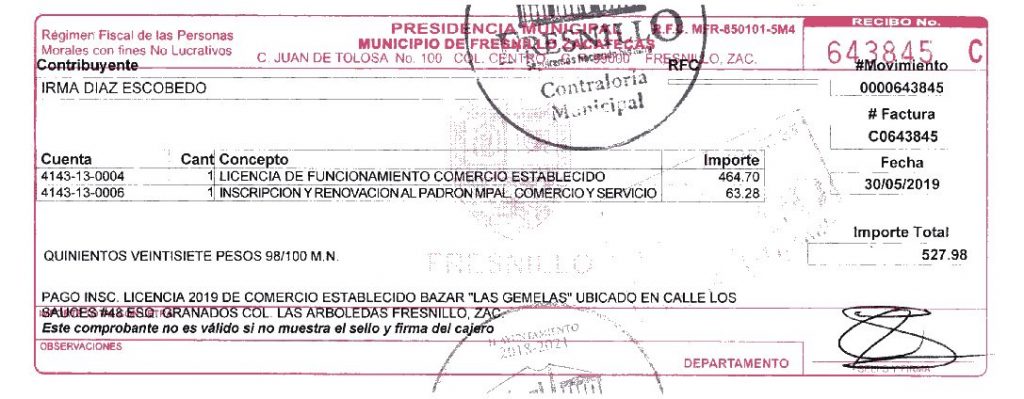 Régimen Fiscal de las Personas
Morales con fines No Lucrativos
PRESIDENCIA MUNICIPAL R.F.C. MFR-850101-5M4
MUNICIPIO DE FRESNILLO ZACATECAS
C. JUAN DE TOLOSA No. 100 COL. CENTRO, FRESNILLO, ZAC.
RECIBO No.
643845 C
FRESNILLO
Contraloría
Municipal
Contribuyente
RFC
#Movimiento
IRMA DIAZ ESCOBEDO
0000643845
# Factura
C0643845
Cuenta Cant Concepto Importe
Fecha
4143-13-0004 1 LICENCIA DE FUNCIONAMIENTO COMERCIO ESTABLECIDO 464.70
4143-13-0006 1 INSCRIPCION Y RENOVACION AL PADRON MPAL. COMERCIO Y SERVICIO 63.28
30/05/2019
Importe Total
527.98
QUINIENTOS VEINTISIETE PESOS 98/100 M.N.
FRESNILLO
PAGO INSC. LICENCIA 2019 DE COMERCIO ESTABLECIDO BAZAR "LAS GEMELAS" UBICADO EN CALLE LOS
SAUCES #48 ESQ. GRANADOS COL. LAS ARBOLEDAS FRESNILLO, ZAC
Este comprobante no es válido si no muestra el sello y firma del cajero
OBSERVACIONES
H. AYUNTAMIENTO
2018-2021
DEPARTAMENTO
SELLO Y FIRMA